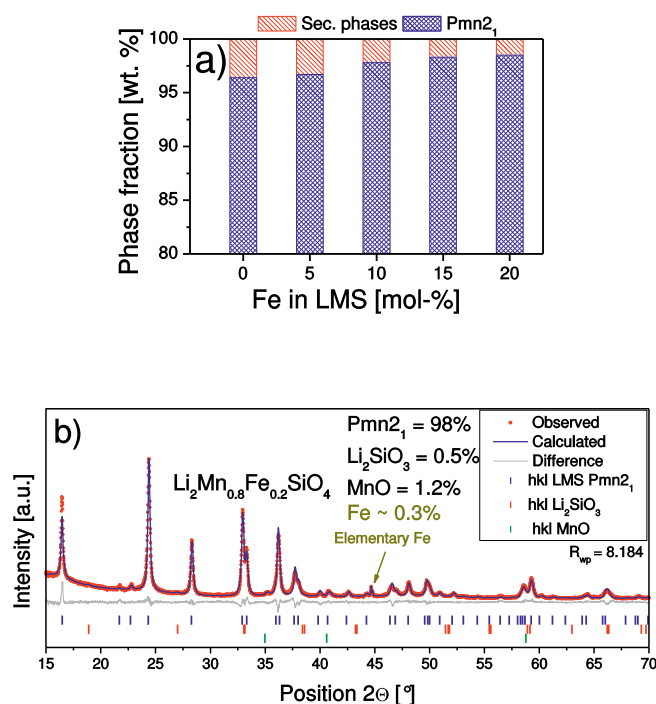 Sec. phases Pmn2₁
a)
Phase fraction [wt. %]
100
95
90
85
80
0 5 10 15 20
Fe in LMS [mol-%]
b)
Pmn2₁ = 98%
Li₂SiO₃ = 0.5%
Li₂Mn₀.₈Fe₀.₂SiO₄
MnO = 1.2%
Fe ~ 0.3%
Elementary Fe
Observed
Calculated
Difference
hkl LMS Pmn2₁
hkl Li₂SiO₃
hkl MnO
R_wp = 8.184
Intensity [a.u.]
15 20 25 30 35 40 45 50 55 60 65 70
Position 2Θ [°]